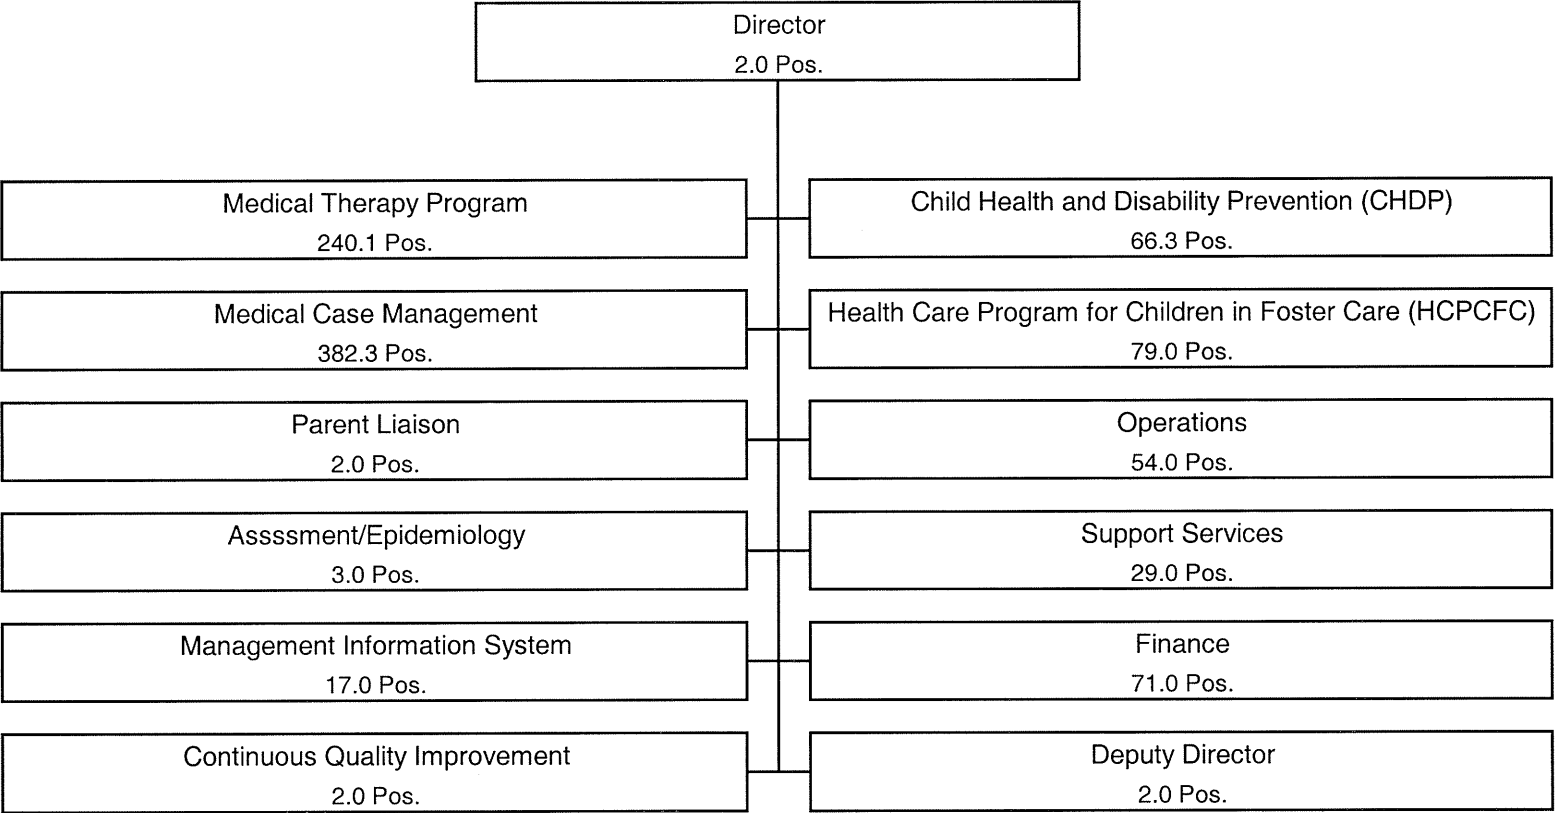 Director
2.0 Pos.
Medical Therapy Program
240.1 Pos.
Child Health and Disability Prevention (CHDP)
66.3 Pos.
Medical Case Management
382.3 Pos.
Health Care Program for Children in Foster Care (HCPCFC)
79.0 Pos.
Parent Liaison
2.0 Pos.
Operations
54.0 Pos.
Assssment/Epidemiology
3.0 Pos.
Support Services
29.0 Pos.
Management Information System
17.0 Pos.
Finance
71.0 Pos.
Continuous Quality Improvement
2.0 Pos.
Deputy Director
2.0 Pos.